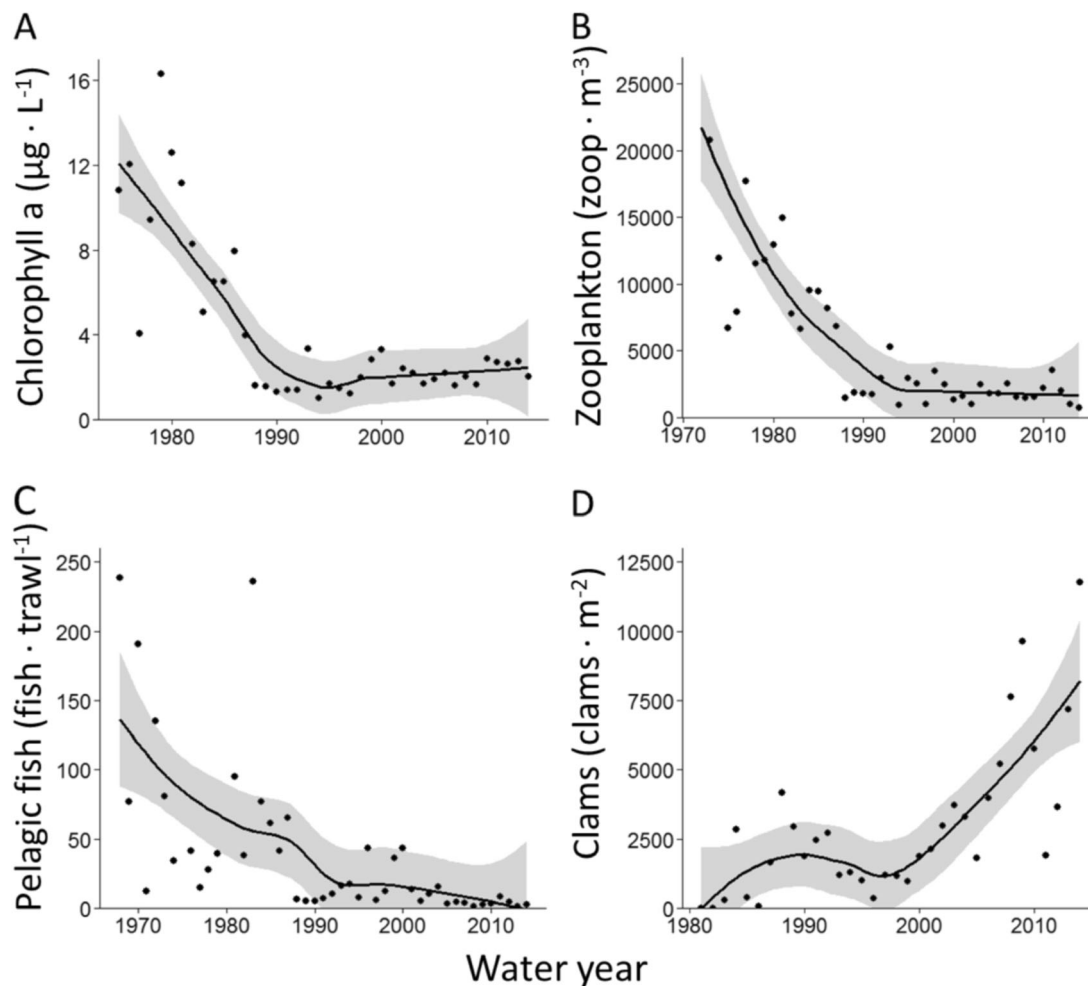 A
Chlorophyll a (µg · L⁻¹)
16
12
8
4
0
1980 1990 2000 2010
B
Zooplankton (zoop · m⁻³)
25000
20000
15000
10000
5000
0
1970 1980 1990 2000 2010
C
Pelagic fish (fish · trawl⁻¹)
250
200
150
100
50
0
1970 1980 1990 2000 2010
D
Clams (clams · m⁻²)
12500
10000
7500
5000
2500
0
1980 1990 2000 2010
Water year